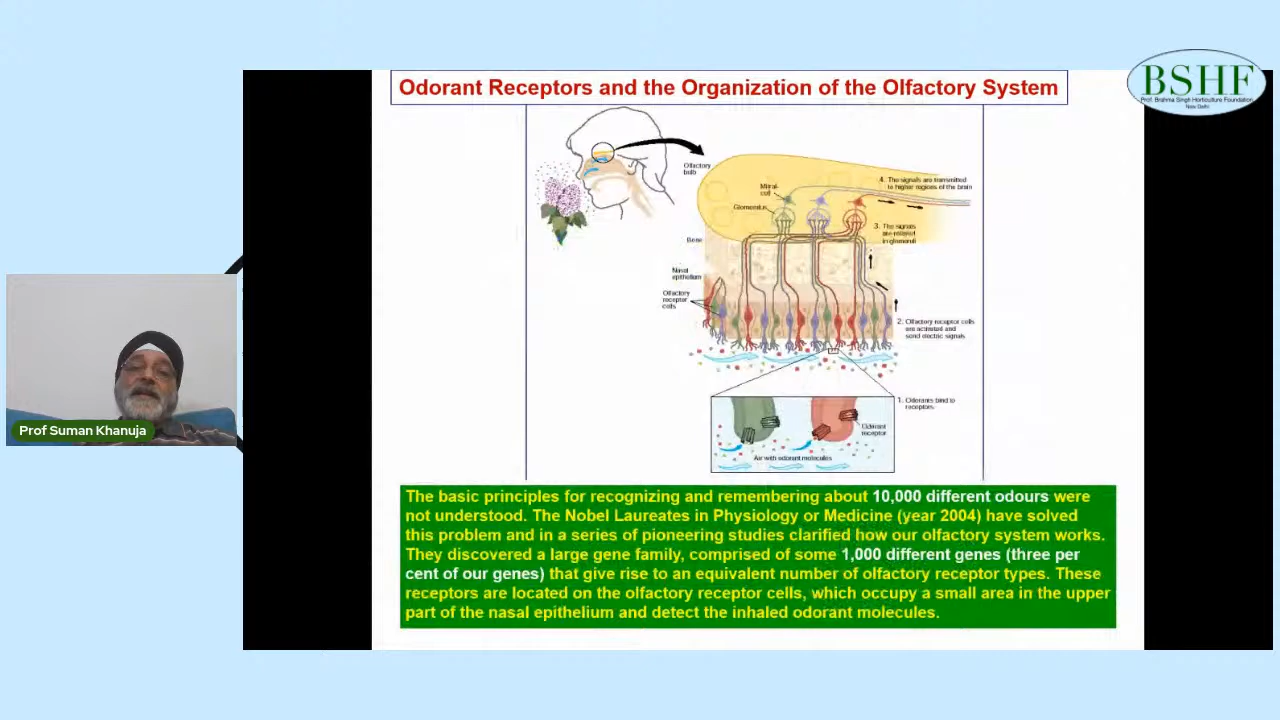 Odorant Receptors and the Organization of the Olfactory System
BSHF
Prof. Brahma Singh Horticulture Foundation
New Delhi
Olfactory
bulb
Mitral
cell
Glomerulus
4. The signals are transmitted
to higher regions of the brain
3. The signals
are relayed
in glomeruli
Bone
Nasal
epithelium
Olfactory
receptor
cells
2. Olfactory receptor cells
are activated and
send electric signals
1. Odorants bind to
receptors
Odorant
receptor
Air with odorant molecules
Prof Suman Khanuja
The basic principles for recognizing and remembering about 10,000 different odours were
not understood. The Nobel Laureates in Physiology or Medicine (year 2004) have solved
this problem and in a series of pioneering studies clarified how our olfactory system works.
They discovered a large gene family, comprised of some 1,000 different genes (three per
cent of our genes) that give rise to an equivalent number of olfactory receptor types. These
receptors are located on the olfactory receptor cells, which occupy a small area in the upper
part of the nasal epithelium and detect the inhaled odorant molecules.